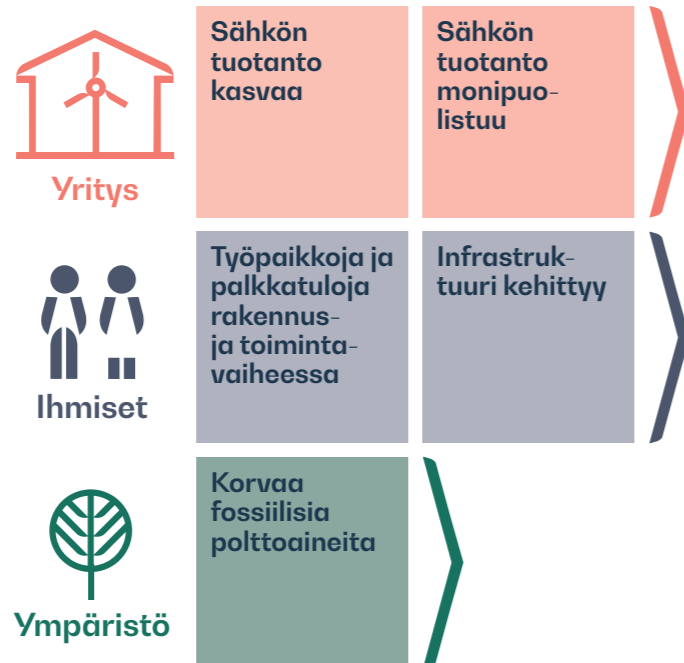 Yritys
Sähkön
tuotanto
kasvaa
Sähkön
tuotanto
monipuo-
listuu
Ihmiset
Työpaikkoja ja
palkkatuloja
rakennus-
ja toiminta-
vaiheessa
Infrastruk-
tuuri kehittyy
Ympäristö
Korvaa
fossiilisia
polttoaineita